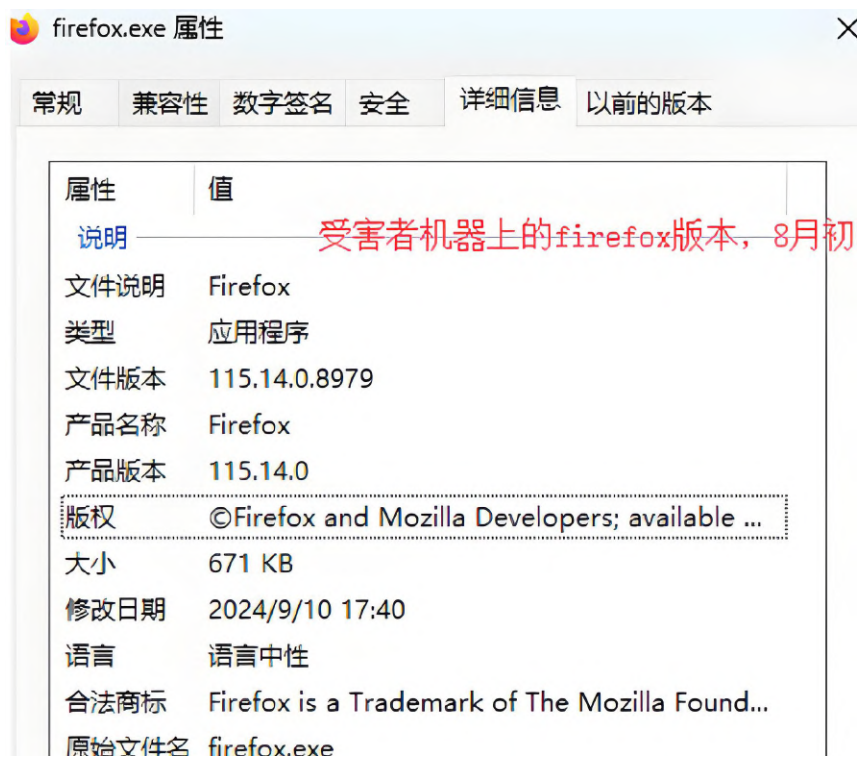 firefox.exe 属性
常规 兼容性 数字签名 安全 详细信息 以前的版本
属性 值
说明
受害者机器上的firefox版本，8月初
文件说明 Firefox
类型 应用程序
文件版本 115.14.0.8979
产品名称 Firefox
产品版本 115.14.0
版权 ©Firefox and Mozilla Developers; available ...
大小 671 KB
修改日期 2024/9/10 17:40
语言 语言中性
合法商标 Firefox is a Trademark of The Mozilla Found...
原始文件名 firefox.exe